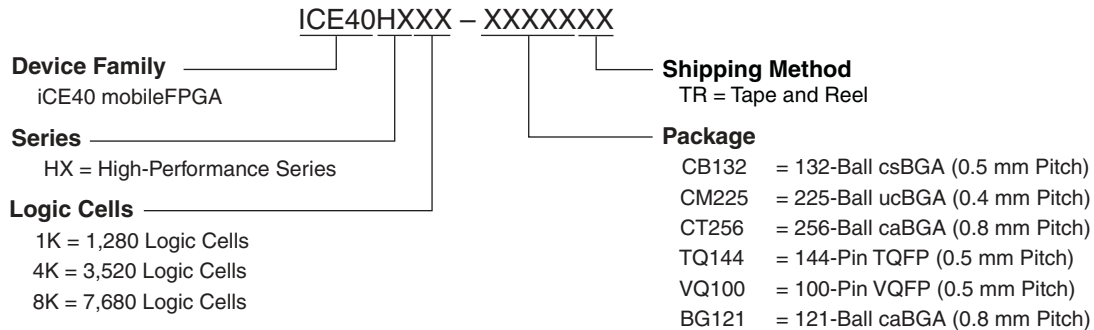 ICE40HXXX – XXXXXXX
Device Family
iCE40 mobileFPGA
Series
HX = High-Performance Series
Logic Cells
1K = 1,280 Logic Cells
4K = 3,520 Logic Cells
8K = 7,680 Logic Cells
Shipping Method
TR = Tape and Reel
Package
CB132 = 132-Ball csBGA (0.5 mm Pitch)
CM225 = 225-Ball ucBGA (0.4 mm Pitch)
CT256 = 256-Ball caBGA (0.8 mm Pitch)
TQ144 = 144-Pin TQFP (0.5 mm Pitch)
VQ100 = 100-Pin VQFP (0.5 mm Pitch)
BG121 = 121-Ball caBGA (0.8 mm Pitch)